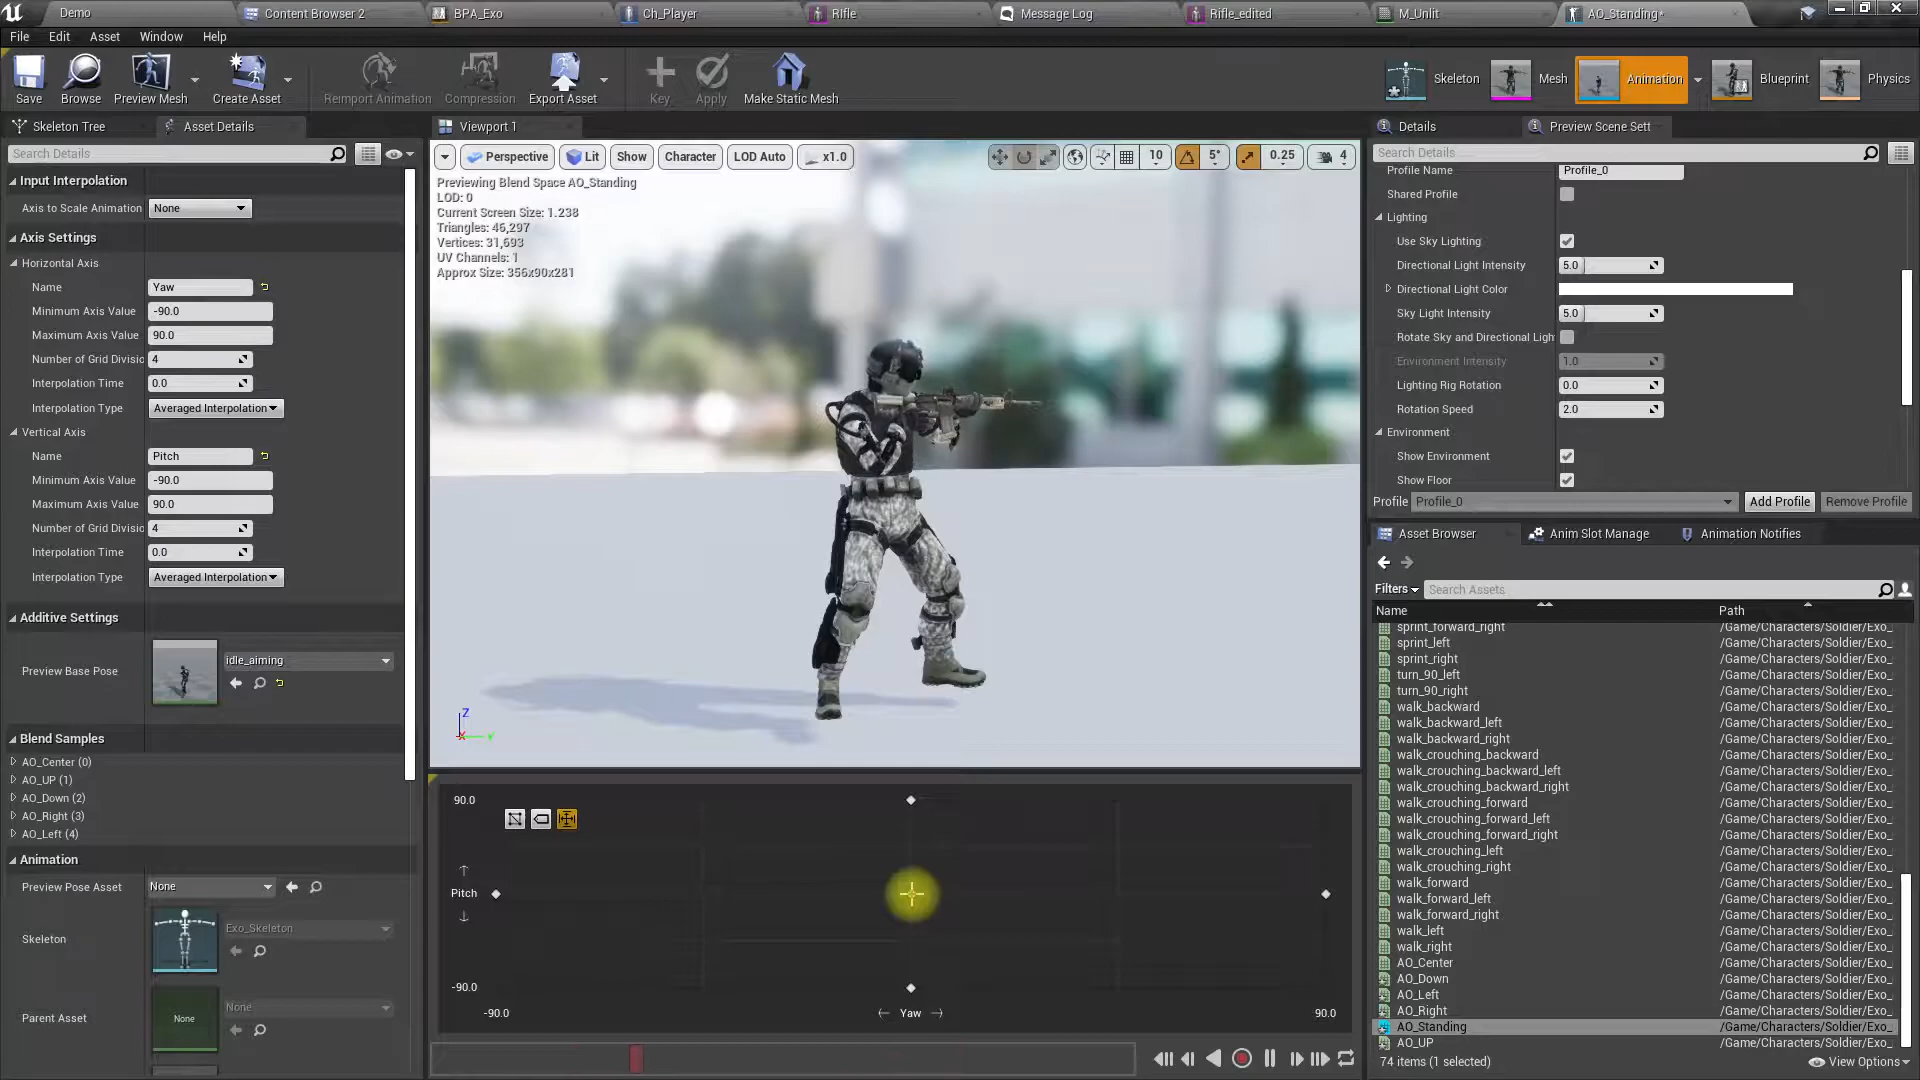 Demo
Content Browser 2
BPA_Exo
Ch_Player
RIfle
Message Log
Rifle_edited
M_Unlit
AO_Standing*
File
Edit
Asset
Window
Help
Save
Browse
Preview Mesh
Create Asset
Reimport Animation
Compression
Export Asset
Key
Apply
Make Static Mesh
Skeleton
Mesh
Animation
Blueprint
Physics
Skeleton Tree
Asset Details
Search Details
Input Interpolation
Axis to Scale Animation
None
Axis Settings
Horizontal Axis
Name
Yaw
Minimum Axis Value
-90.0
Maximum Axis Value
90.0
Number of Grid Divisio
4
Interpolation Time
0.0
Interpolation Type
Averaged Interpolation
Vertical Axis
Name
Pitch
Minimum Axis Value
-90.0
Maximum Axis Value
90.0
Number of Grid Divisio
4
Interpolation Time
0.0
Interpolation Type
Averaged Interpolation
Additive Settings
Preview Base Pose
idle_aiming
Blend Samples
AO_Center (0)
AO_UP (1)
AO_Down (2)
AO_Right (3)
AO_Left (4)
Animation
Preview Pose Asset
None
Skeleton
Exo_Skeleton
Parent Asset
None
None
Viewport 1
Perspective
Lit
Show
Character
LOD Auto
x1.0
10
5°
0.25
4
Previewing Blend Space AO_Standing
LOD: 0
Current Screen Size: 1.238
Triangles: 46,297
Vertices: 31,693
UV Channels: 1
Approx Size: 356x90x281
Z
X
Y
90.0
Pitch
-90.0
-90.0
Yaw
90.0
Details
Preview Scene Sett
Search Details
Profile Name
Profile_0
Shared Profile
Lighting
Use Sky Lighting
Directional Light Intensity
5.0
Directional Light Color
Sky Light Intensity
5.0
Rotate Sky and Directional Ligh
Environment Intensity
1.0
Lighting Rig Rotation
0.0
Rotation Speed
2.0
Environment
Show Environment
Show Floor
Profile
Profile_0
Add Profile
Remove Profile
Asset Browser
Anim Slot Manage
Animation Notifies
Filters
Search Assets
Name
Path
sprint_forward_right /Game/Characters/Soldier/Exo_
sprint_left /Game/Characters/Soldier/Exo_
sprint_right /Game/Characters/Soldier/Exo_
turn_90_left /Game/Characters/Soldier/Exo_
turn_90_right /Game/Characters/Soldier/Exo_
walk_backward /Game/Characters/Soldier/Exo_
walk_backward_left /Game/Characters/Soldier/Exo_
walk_backward_right /Game/Characters/Soldier/Exo_
walk_crouching_backward /Game/Characters/Soldier/Exo_
walk_crouching_backward_left /Game/Characters/Soldier/Exo_
walk_crouching_backward_right /Game/Characters/Soldier/Exo_
walk_crouching_forward /Game/Characters/Soldier/Exo_
walk_crouching_forward_left /Game/Characters/Soldier/Exo_
walk_crouching_forward_right /Game/Characters/Soldier/Exo_
walk_crouching_left /Game/Characters/Soldier/Exo_
walk_crouching_right /Game/Characters/Soldier/Exo_
walk_forward /Game/Characters/Soldier/Exo_
walk_forward_left /Game/Characters/Soldier/Exo_
walk_forward_right /Game/Characters/Soldier/Exo_
walk_left /Game/Characters/Soldier/Exo_
walk_right /Game/Characters/Soldier/Exo_
AO_Center /Game/Characters/Soldier/Exo_
AO_Down /Game/Characters/Soldier/Exo_
AO_Left /Game/Characters/Soldier/Exo_
AO_Right /Game/Characters/Soldier/Exo_
AO_Standing /Game/Characters/Soldier/Exo_
AO_UP /Game/Characters/Soldier/Exo_
74 items (1 selected)
View Options